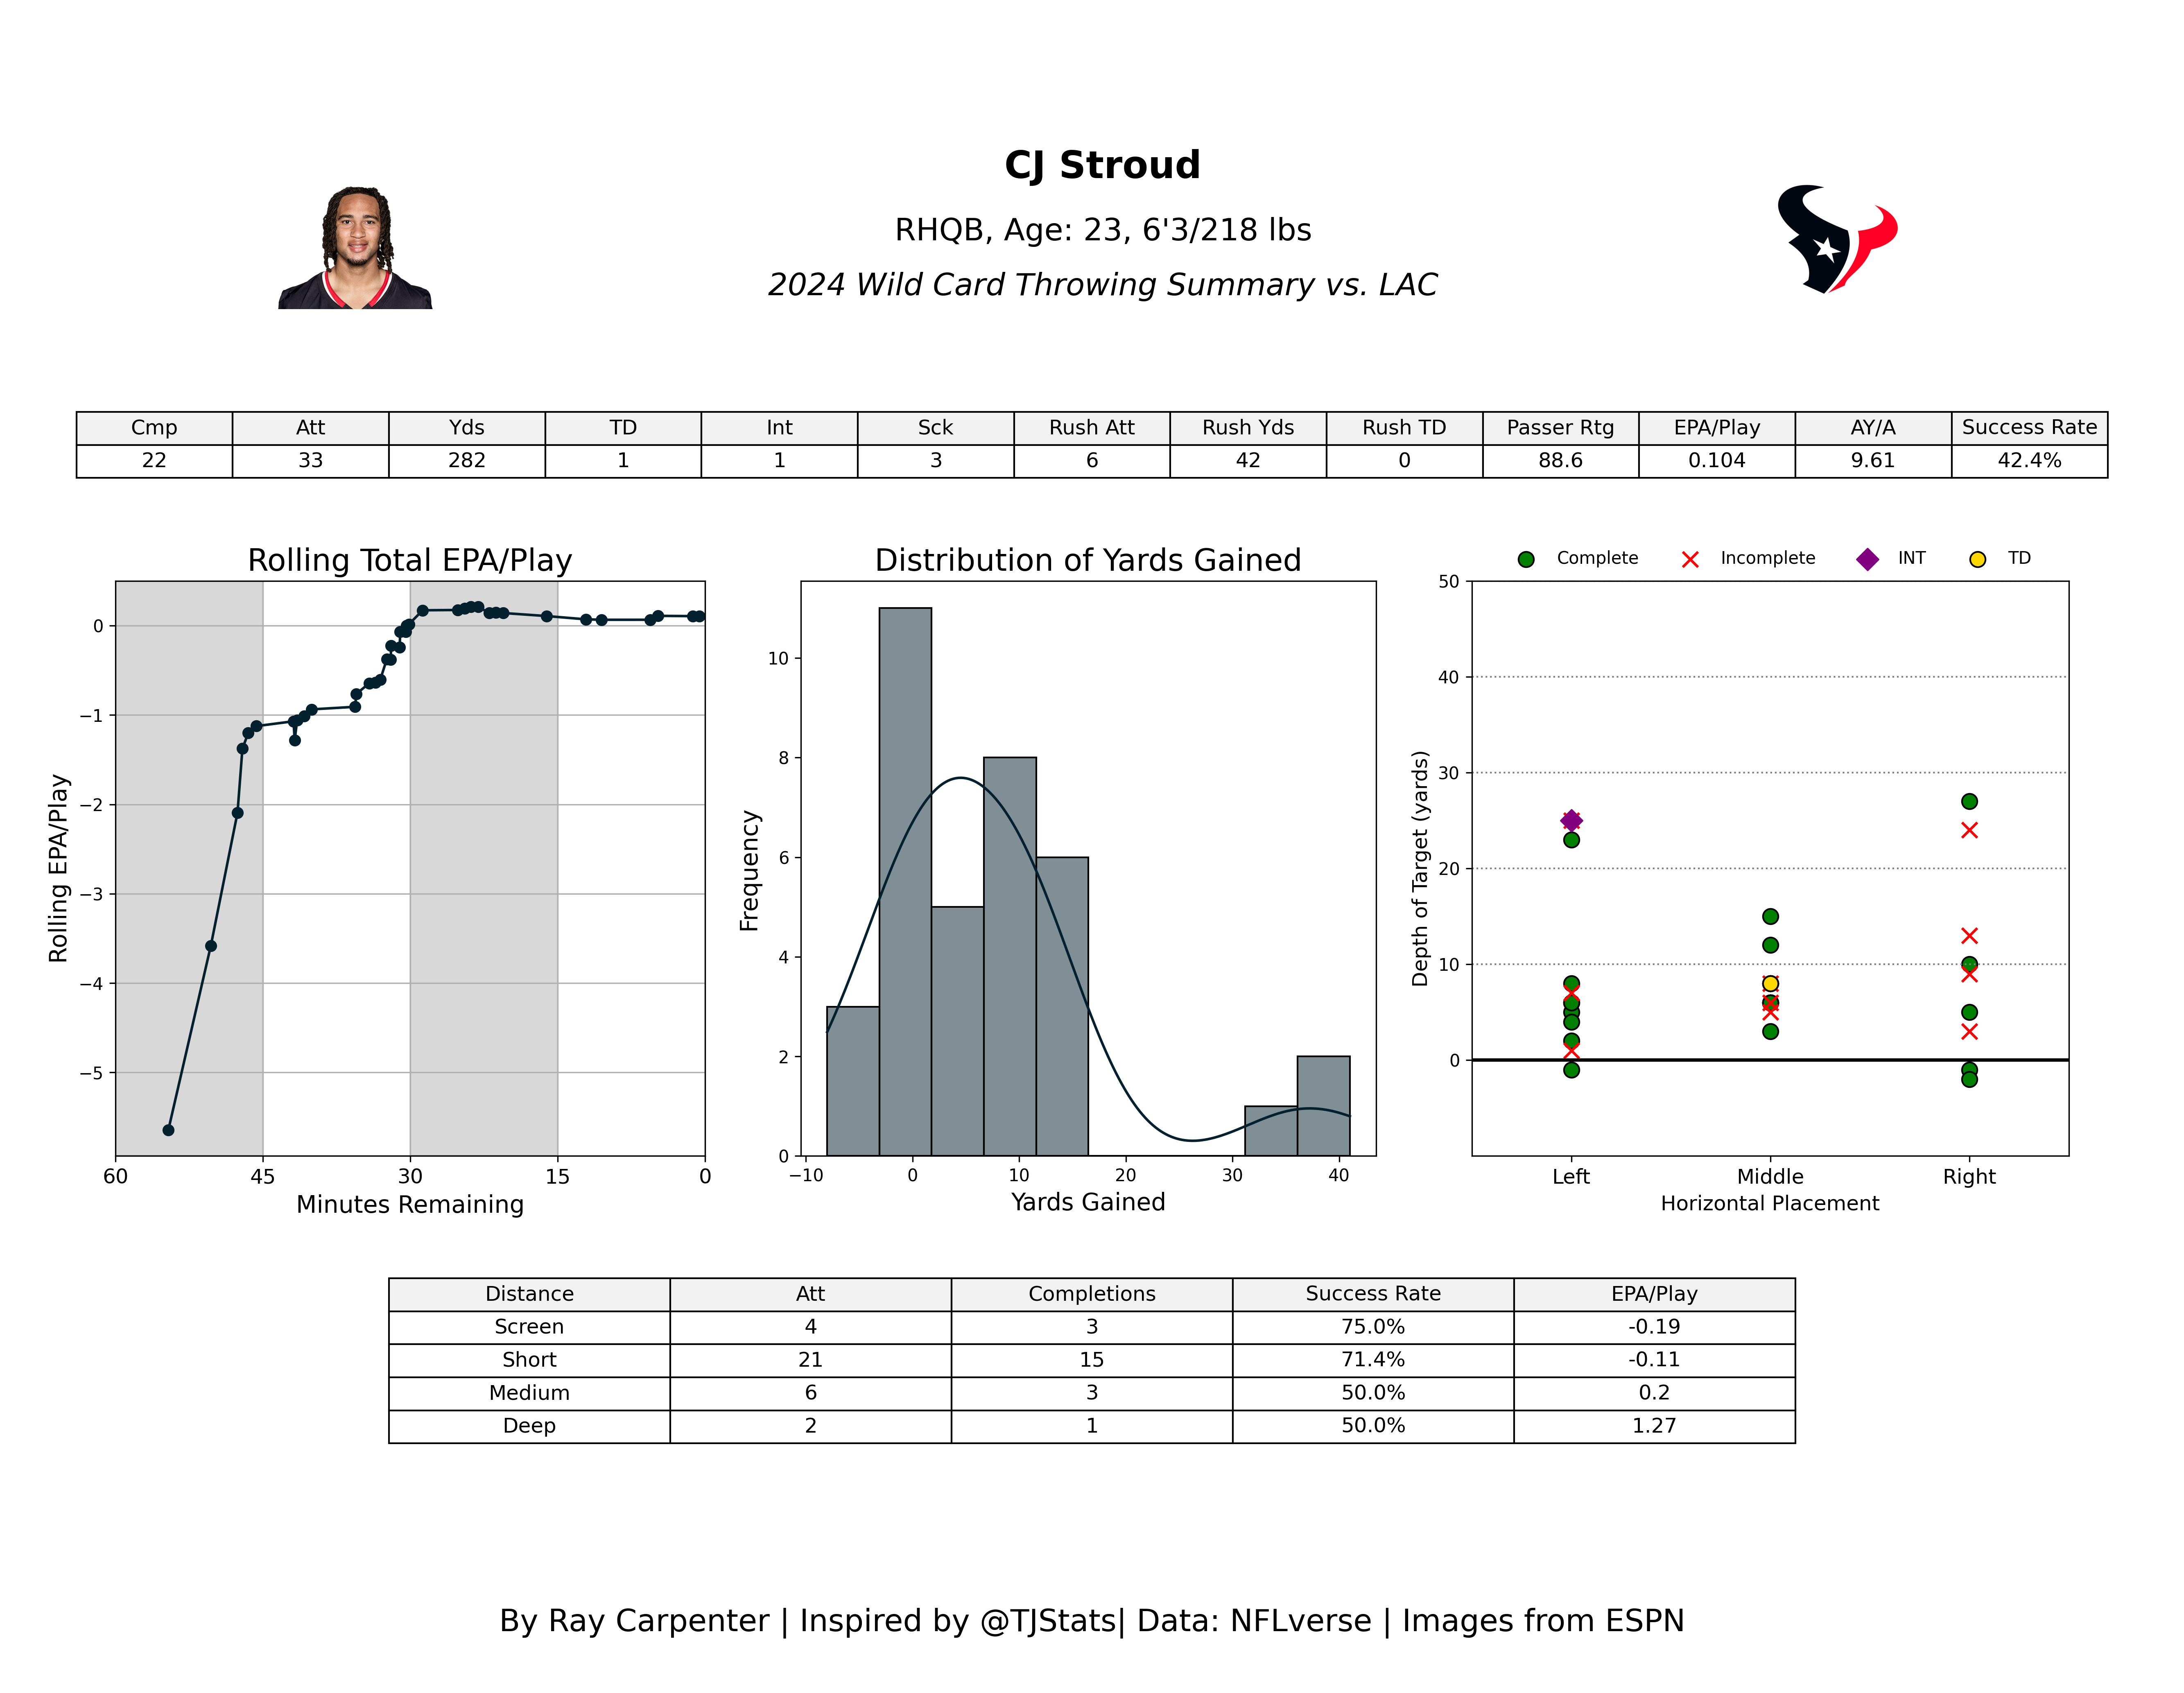 CJ Stroud
RHQB, Age: 23, 6'3/218 lbs
2024 Wild Card Throwing Summary vs. LAC
Cmp Att Yds TD Int Sck Rush Att Rush Yds Rush TD Passer Rtg EPA/Play AY/A Success Rate
22 33 282 1 1 3 6 42 0 88.6 0.104 9.61 42.4%
Rolling Total EPA/Play
0
−1
−2
−3
−4
−5
Rolling EPA/Play
60 45 30 15 0
Minutes Remaining
Distribution of Yards Gained
10
8
6
4
2
0
Frequency
−10 0 10 20 30 40
Yards Gained
Complete Incomplete INT TD
50
40
30
20
10
0
Depth of Target (yards)
Left Middle Right
Horizontal Placement
Distance Att Completions Success Rate EPA/Play
Screen 4 3 75.0% -0.19
Short 21 15 71.4% -0.11
Medium 6 3 50.0% 0.2
Deep 2 1 50.0% 1.27
By Ray Carpenter | Inspired by @TJStats| Data: NFLverse | Images from ESPN